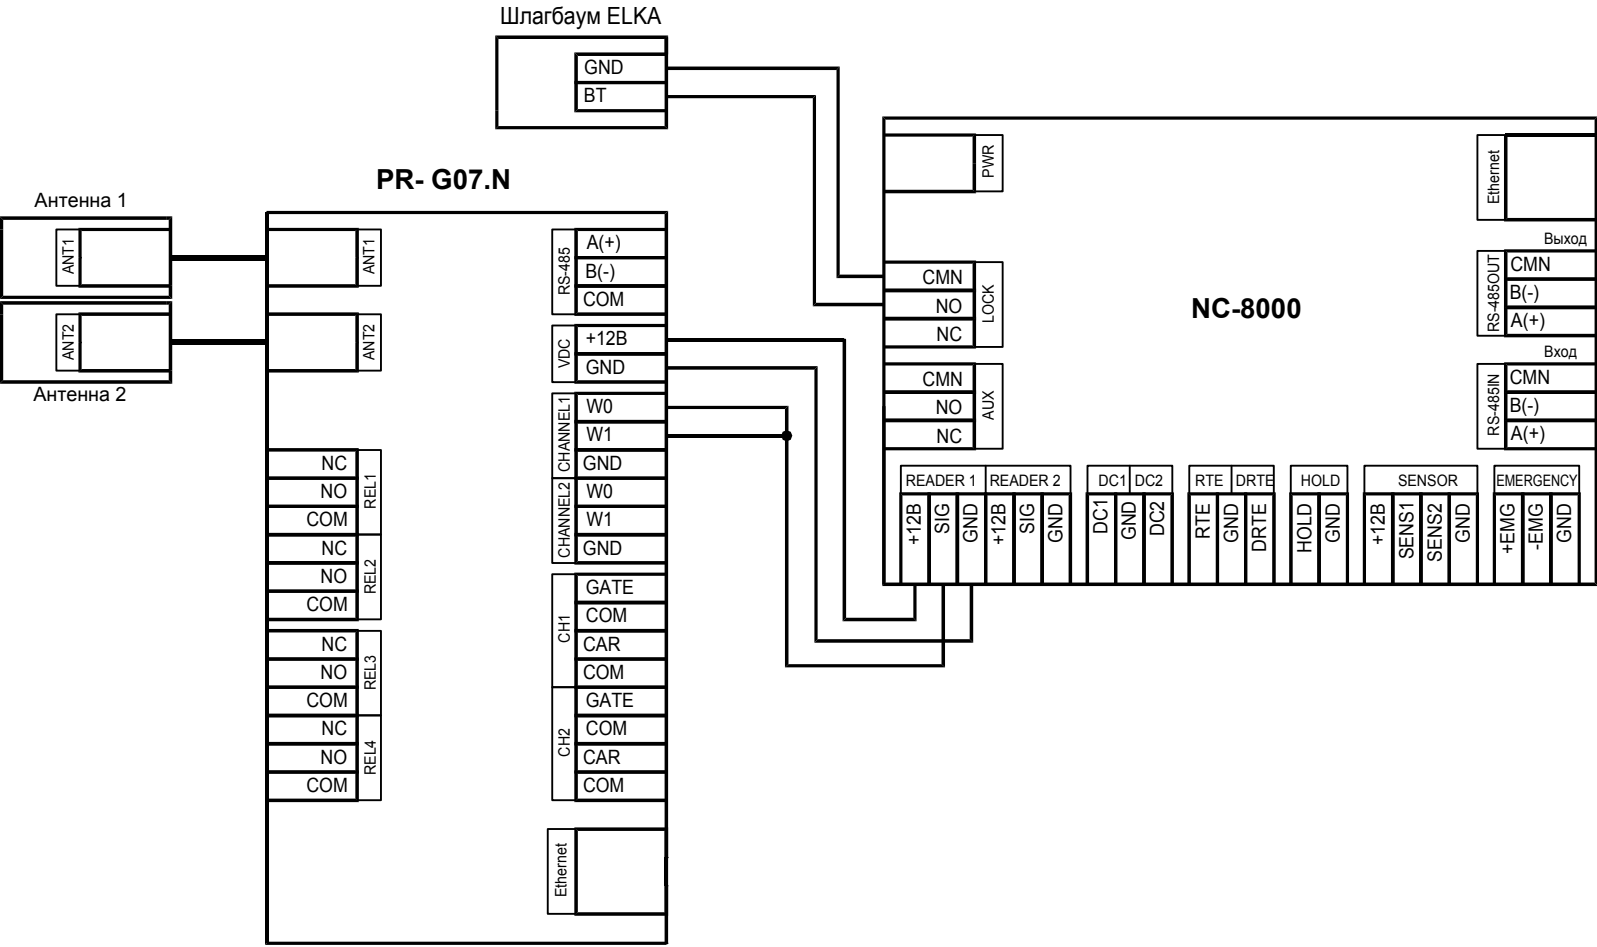 Шлагбаум ELKA
GND
BT
PR- G07.N
Антенна 1
ANT1
ANT2
Антенна 2
ANT1
ANT2
NC
NO
COM
REL1
NC
NO
COM
REL2
NC
NO
COM
REL3
NC
NO
COM
REL4
RS-485
A(+)
B(-)
COM
VDC
+12В
GND
CHANNEL1
W0
W1
GND
CHANNEL2
W0
W1
GND
CH1
GATE
COM
CAR
COM
CH2
GATE
COM
CAR
COM
Ethernet
NC-8000
PWR
CMN
NO
NC
LOCK
CMN
NO
NC
AUX
Ethernet
Выход
RS-485OUT
CMN
B(-)
A(+)
Вход
RS-485IN
CMN
B(-)
A(+)
READER 1
+12В
SIG
GND
READER 2
+12В
SIG
GND
DC1 DC2
DC1
GND
DC2
RTE DRTE
RTE
GND
DRTE
HOLD
HOLD
GND
SENSOR
+12В
SENS1
SENS2
GND
EMERGENCY
+EMG
-EMG
GND